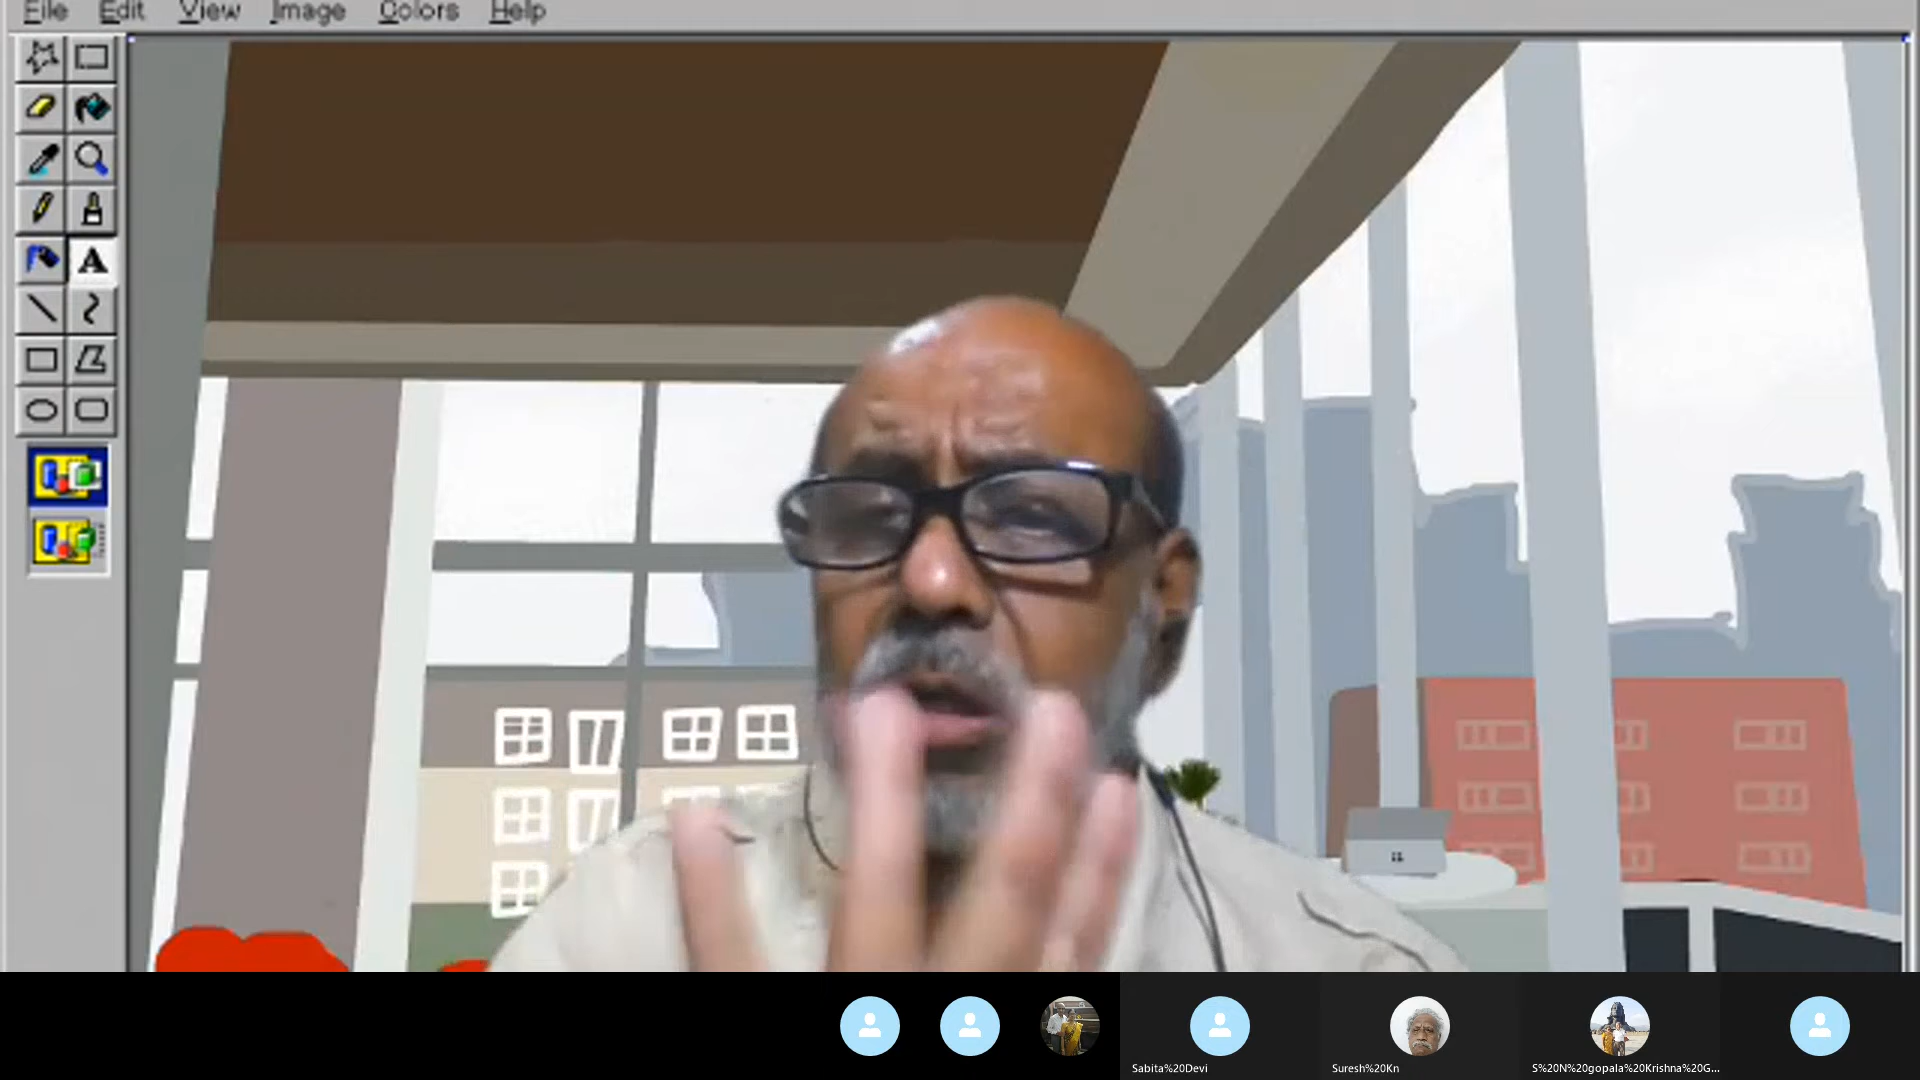 File Edit View Image Colors Help
A
Sabita%20Devi
Suresh%20Kn
S%20N%20gopala%20Krishna%20G...